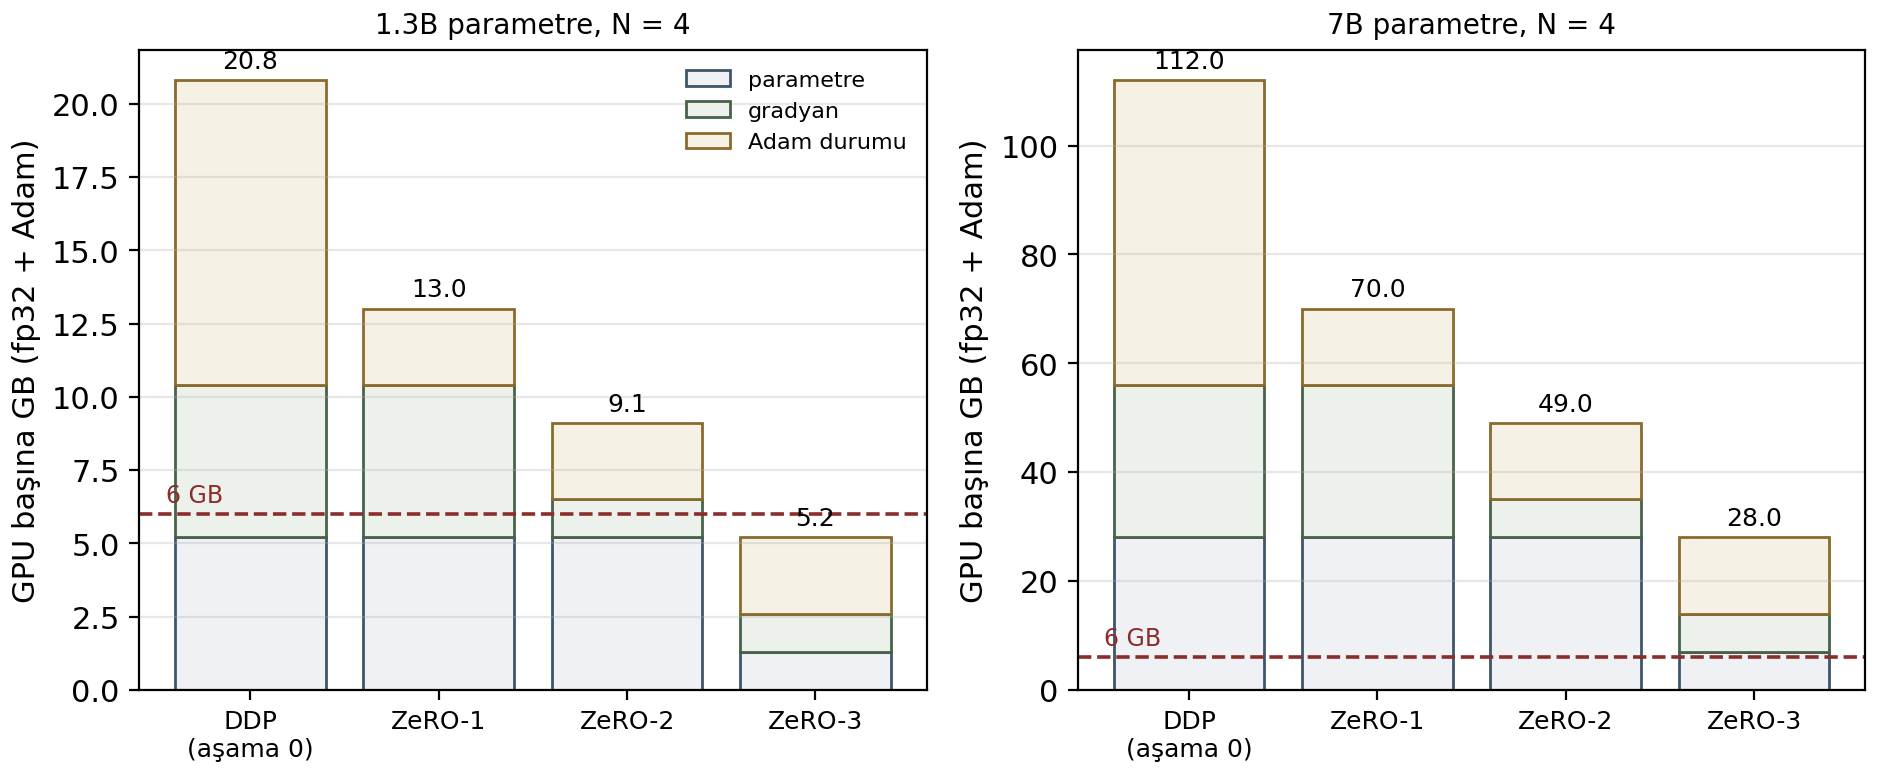 1.3B parametre, N = 4
GPU başına GB (fp32 + Adam)
20.0
17.5
15.0
12.5
10.0
7.5
5.0
2.5
0.0
20.8
13.0
9.1
5.2
6 GB
parametre
gradyan
Adam durumu
DDP
(aşama 0)
ZeRO-1
ZeRO-2
ZeRO-3
7B parametre, N = 4
GPU başına GB (fp32 + Adam)
100
80
60
40
20
0
112.0
70.0
49.0
28.0
6 GB
DDP
(aşama 0)
ZeRO-1
ZeRO-2
ZeRO-3